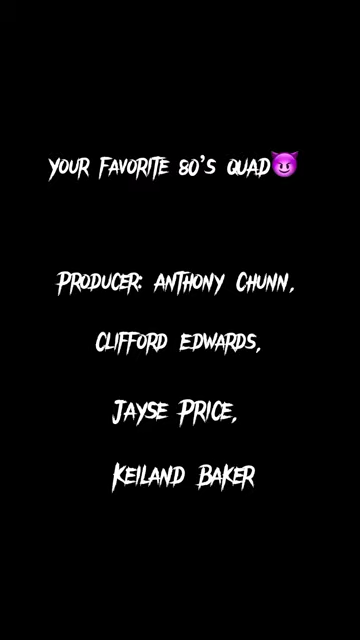 Your Favorite 80's Quad😈
Producer: Anthony Chunn,
Clifford Edwards,
Jayse Price,
Keiland Baker